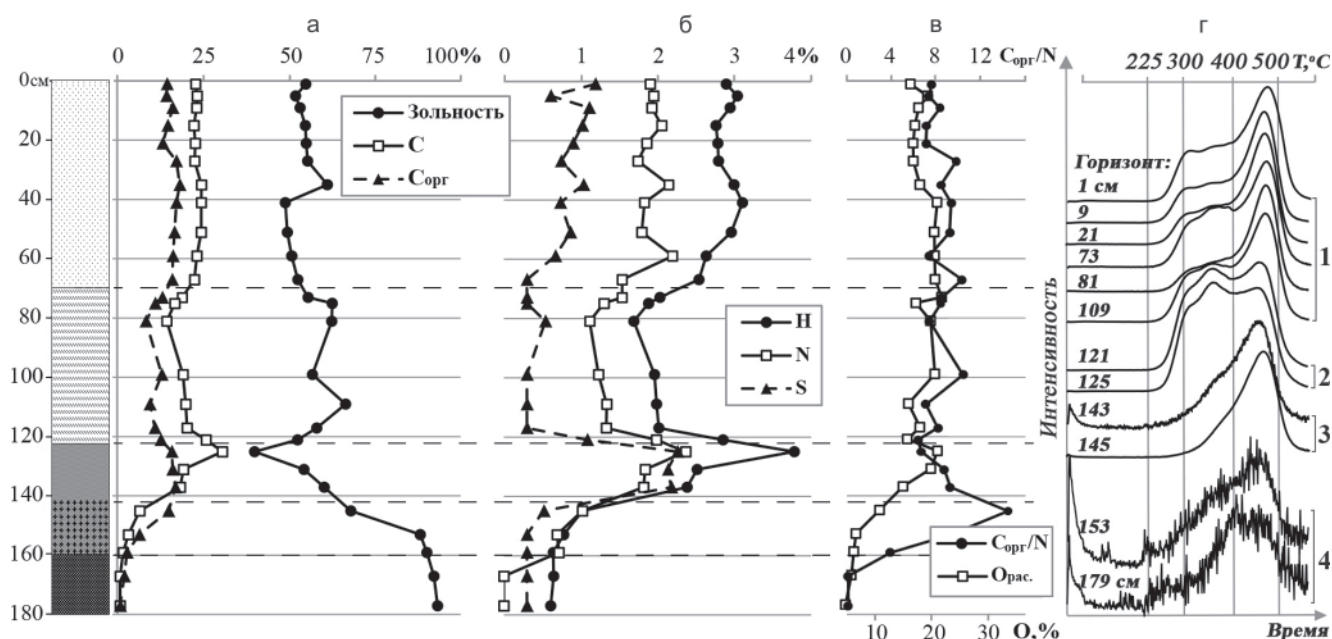 а
б
в
г
0 25 50 75 100 %
0 1 2 3 4%
0 4 8 12 Cорг/N
225 300 400 500 T,°C
0см
20
40
60
80
100
120
140
160
180
Зольность
C
Cорг
H
N
S
Cорг/N
Oрас.
10 20 30 O,%
Интенсивность
Горизонт:
1 см
9
21
73
81
109
121
125
143
145
153
179 см
1
2
3
4
Время